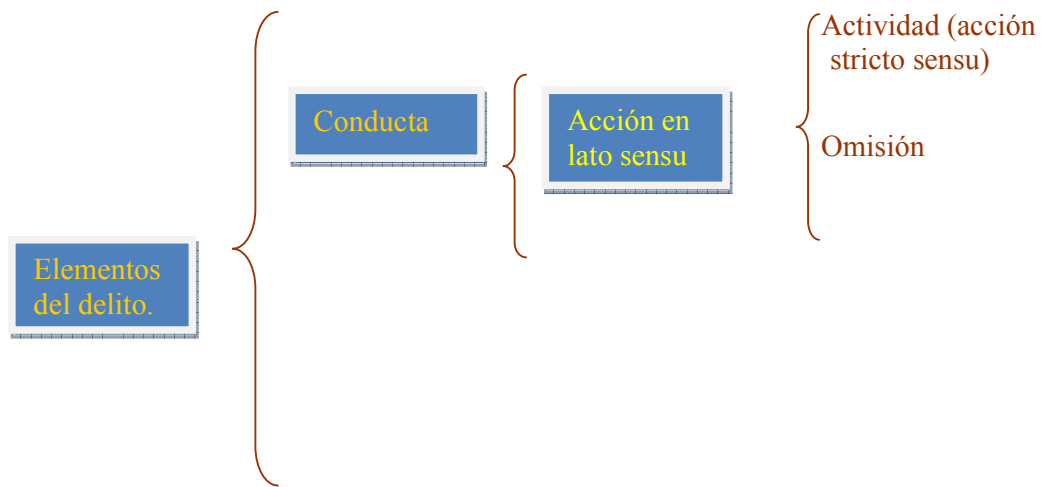 Elementos
del delito.
Conducta
Acción en
lato sensu
Actividad (acción
stricto sensu)
Omisión